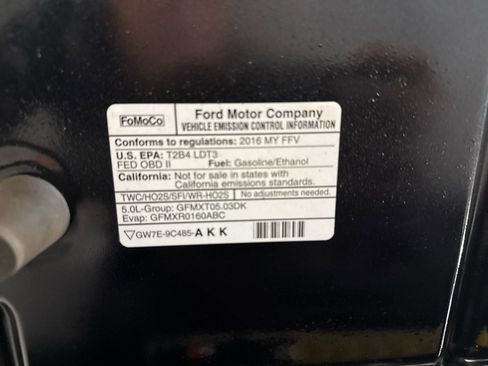 FoMoCo
Ford Motor Company
VEHICLE EMISSION CONTROL INFORMATION
Conforms to regulations: 2016 MY FFV
U.S. EPA: T2B4 LDT3
FED OBD II Fuel: Gasoline/Ethanol
California: Not for sale in states with
California emissions standards.
TWC/HO2S/SFI/WR-HO2S No adjustments needed.
5.0L-Group: GFMXT05.03DK
Evap: GFMXR0160ABC
GW7E-9C485-AKK